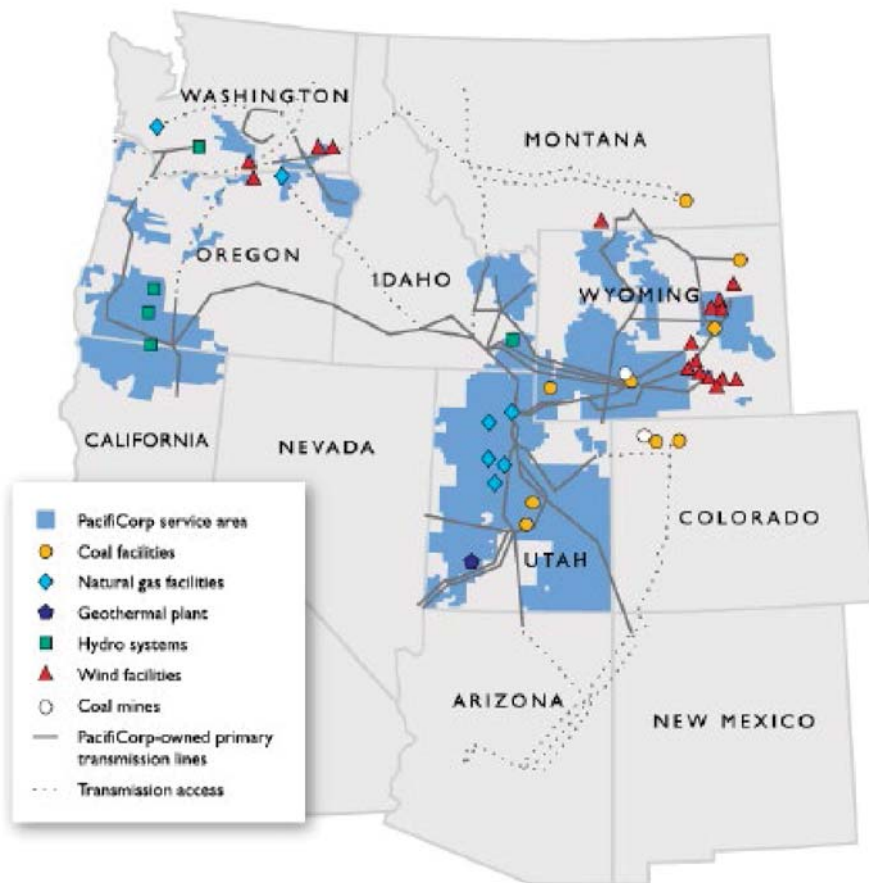 WASHINGTON
MONTANA
OREGON
IDAHO
WYOMING
CALIFORNIA
NEVADA
UTAH
COLORADO
ARIZONA
NEW MEXICO
PacifiCorp service area
Coal facilities
Natural gas facilities
Geothermal plant
Hydro systems
Wind facilities
Coal mines
PacifiCorp-owned primary
transmission lines
Transmission access